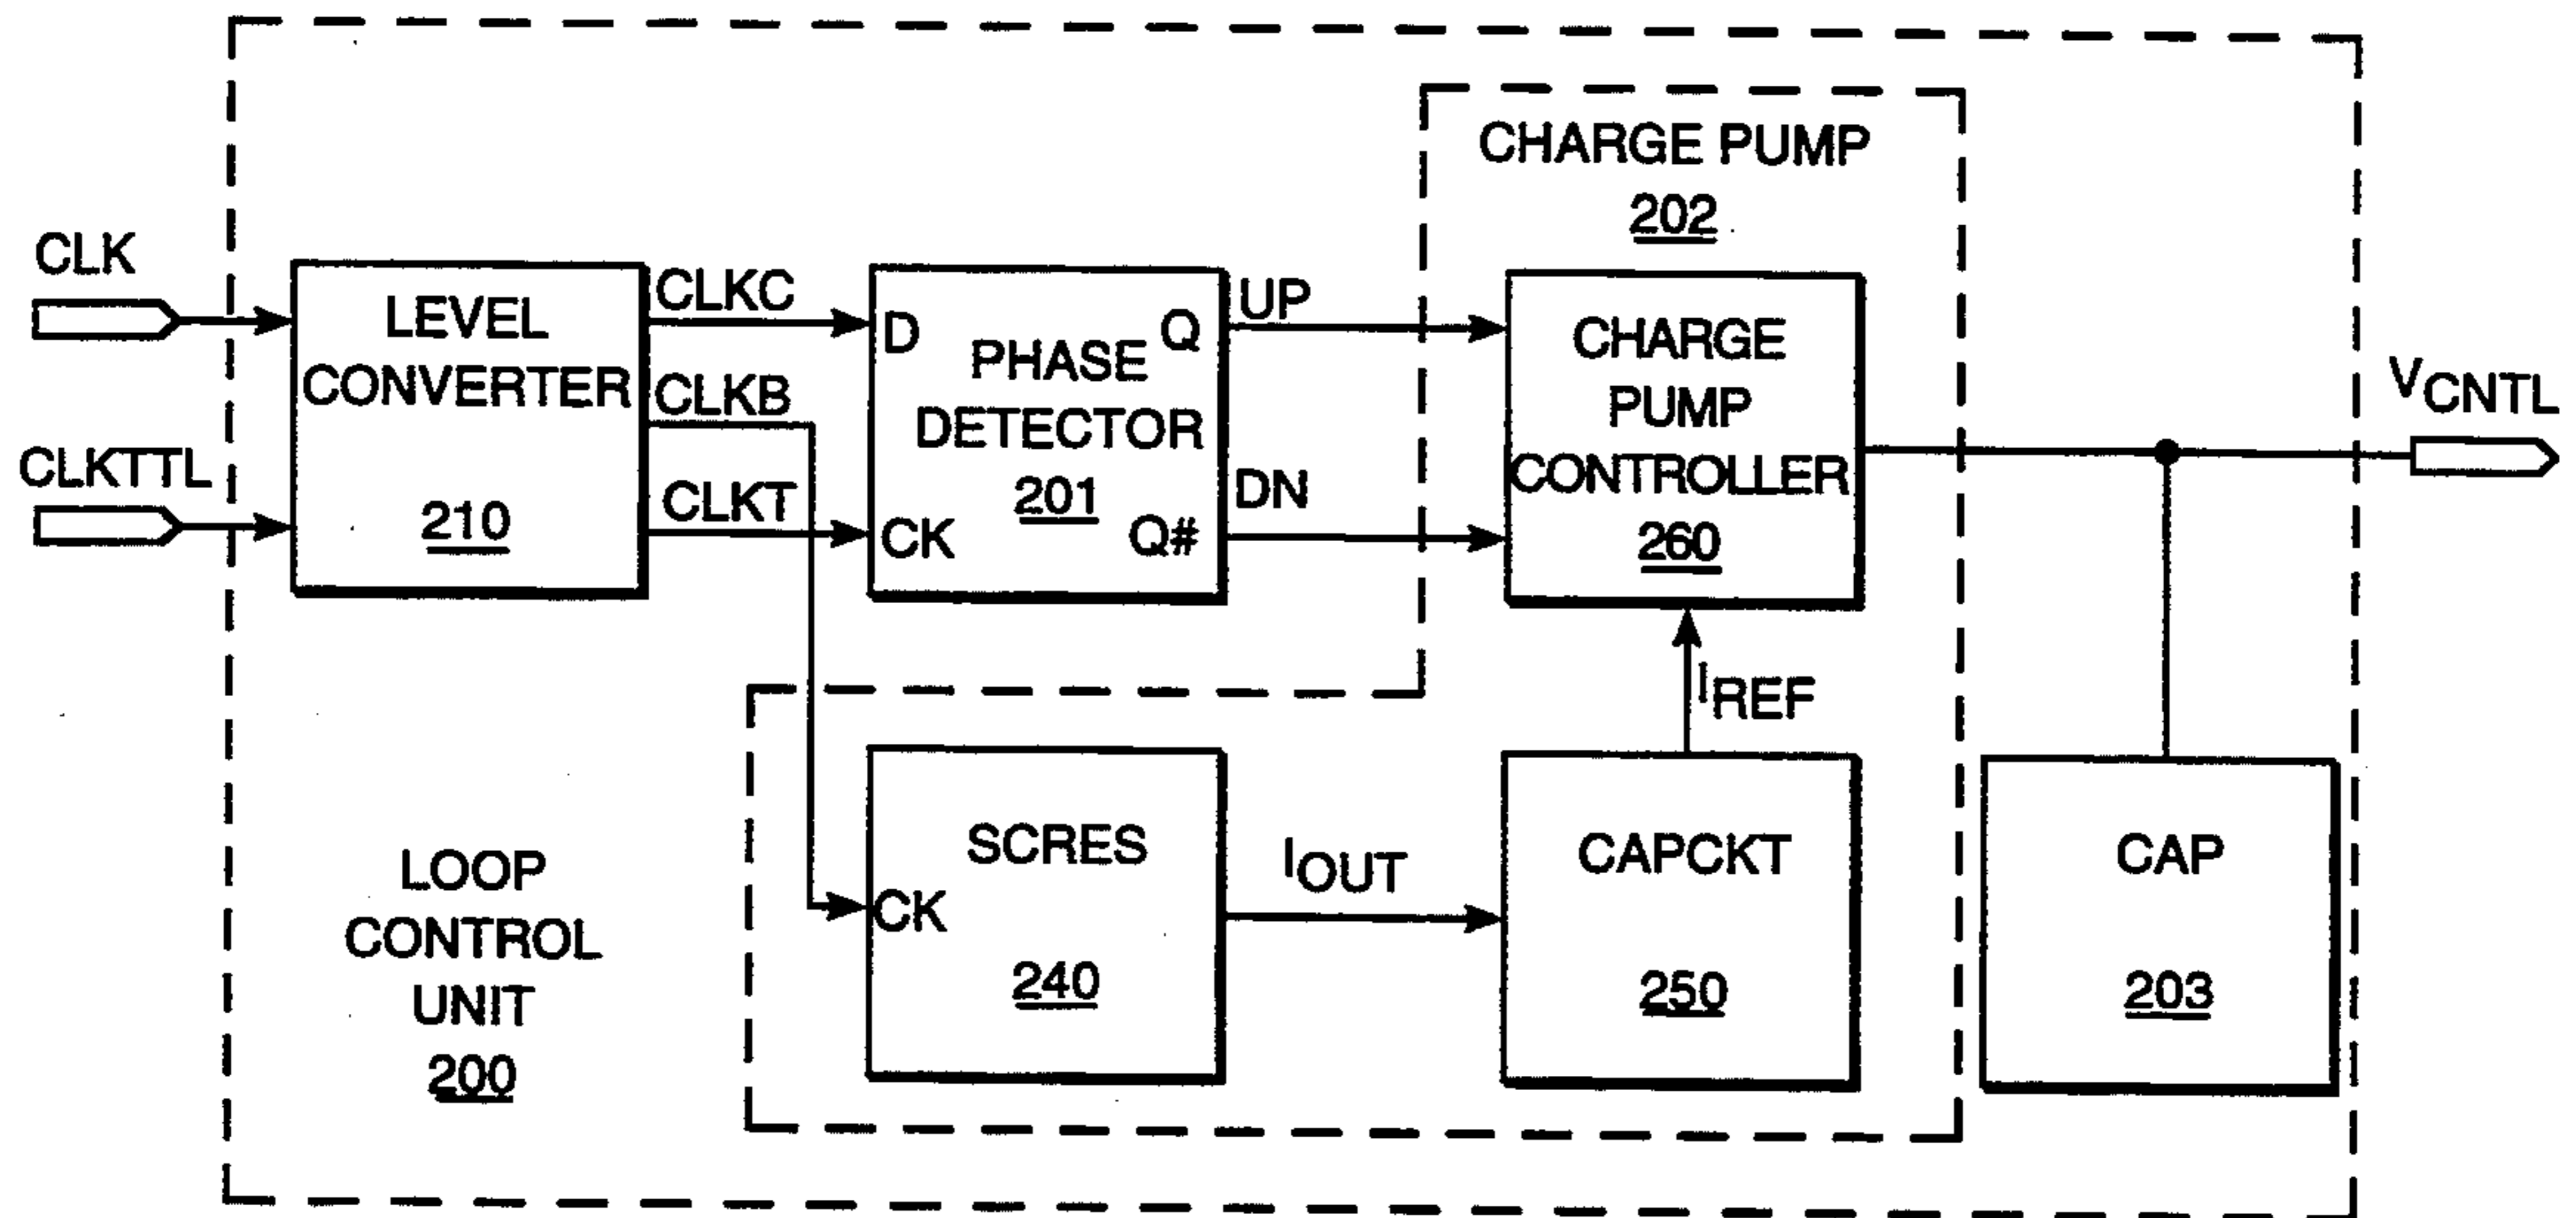 CLK
CLKTTL
LEVEL
CONVERTER
210
CLKC
CLKB
CLKT
D
CK
PHASE
DETECTOR
201
Q
Q#
UP
DN
CHARGE PUMP
202
CHARGE
PUMP
CONTROLLER
260
VCNTL
IREF
LOOP
CONTROL
UNIT
200
CK
SCRES
240
IOUT
CAPCKT
250
CAP
203